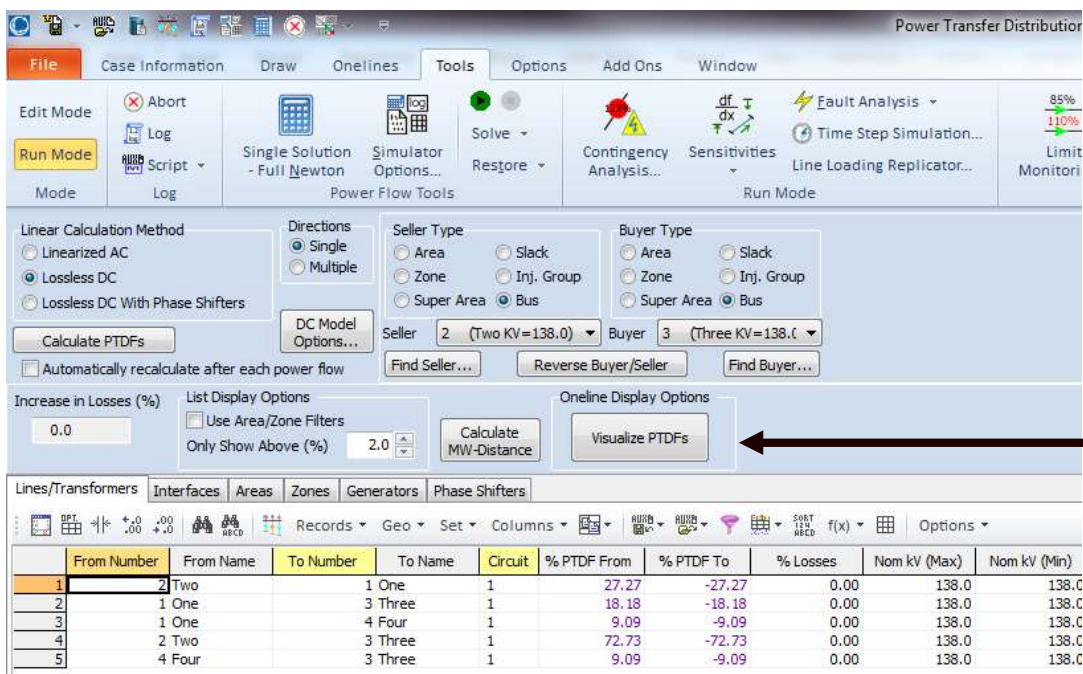 Power Transfer Distribution
File Case Information Draw Onelines Tools Options Add Ons Window
Edit Mode
Run Mode
Mode
Abort
Log
Script
Log
Single Solution
- Full Newton
Simulator
Options...
Solve
Restore
Power Flow Tools
Contingency
Analysis...
Sensitivities
Fault Analysis
Time Step Simulation...
Line Loading Replicator...
Run Mode
85%
110%
Limit
Monitori
Linear Calculation Method
Linearized AC
Lossless DC
Lossless DC With Phase Shifters
Calculate PTDFs
Automatically recalculate after each power flow
Directions
Single
Multiple
DC Model
Options...
Seller Type
Area Slack
Zone Inj. Group
Super Area Bus
Buyer Type
Area Slack
Zone Inj. Group
Super Area Bus
Seller 2 (Two KV=138.0) Buyer 3 (Three KV=138.(
Find Seller... Reverse Buyer/Seller Find Buyer...
Increase in Losses (%)
0.0
List Display Options
Use Area/Zone Filters
Only Show Above (%) 2.0
Calculate
MW-Distance
Oneline Display Options
Visualize PTDFs
Lines/Transformers Interfaces Areas Zones Generators Phase Shifters
Records Geo Set Columns f(x) Options
From Number From Name To Number To Name Circuit % PTDF From % PTDF To % Losses Nom kV (Max) Nom kV (Min)
1 2 Two 1 One 1 27.27 -27.27 0.00 138.0 138.0
2 1 One 3 Three 1 18.18 -18.18 0.00 138.0 138.0
3 1 One 4 Four 1 9.09 -9.09 0.00 138.0 138.0
4 2 Two 3 Three 1 72.73 -72.73 0.00 138.0 138.0
5 4 Four 3 Three 1 9.09 -9.09 0.00 138.0 138.0